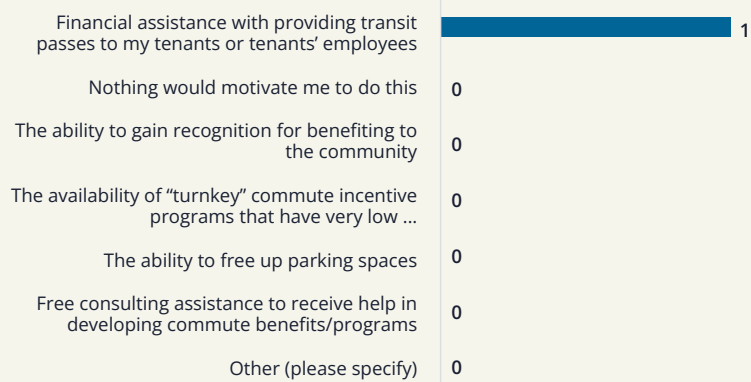 Financial assistance with providing transit
passes to my tenants or tenants’ employees
1
Nothing would motivate me to do this
0
The ability to gain recognition for benefiting to
the community
0
The availability of “turnkey” commute incentive
programs that have very low ...
0
The ability to free up parking spaces
0
Free consulting assistance to receive help in
developing commute benefits/programs
0
Other (please specify)
0